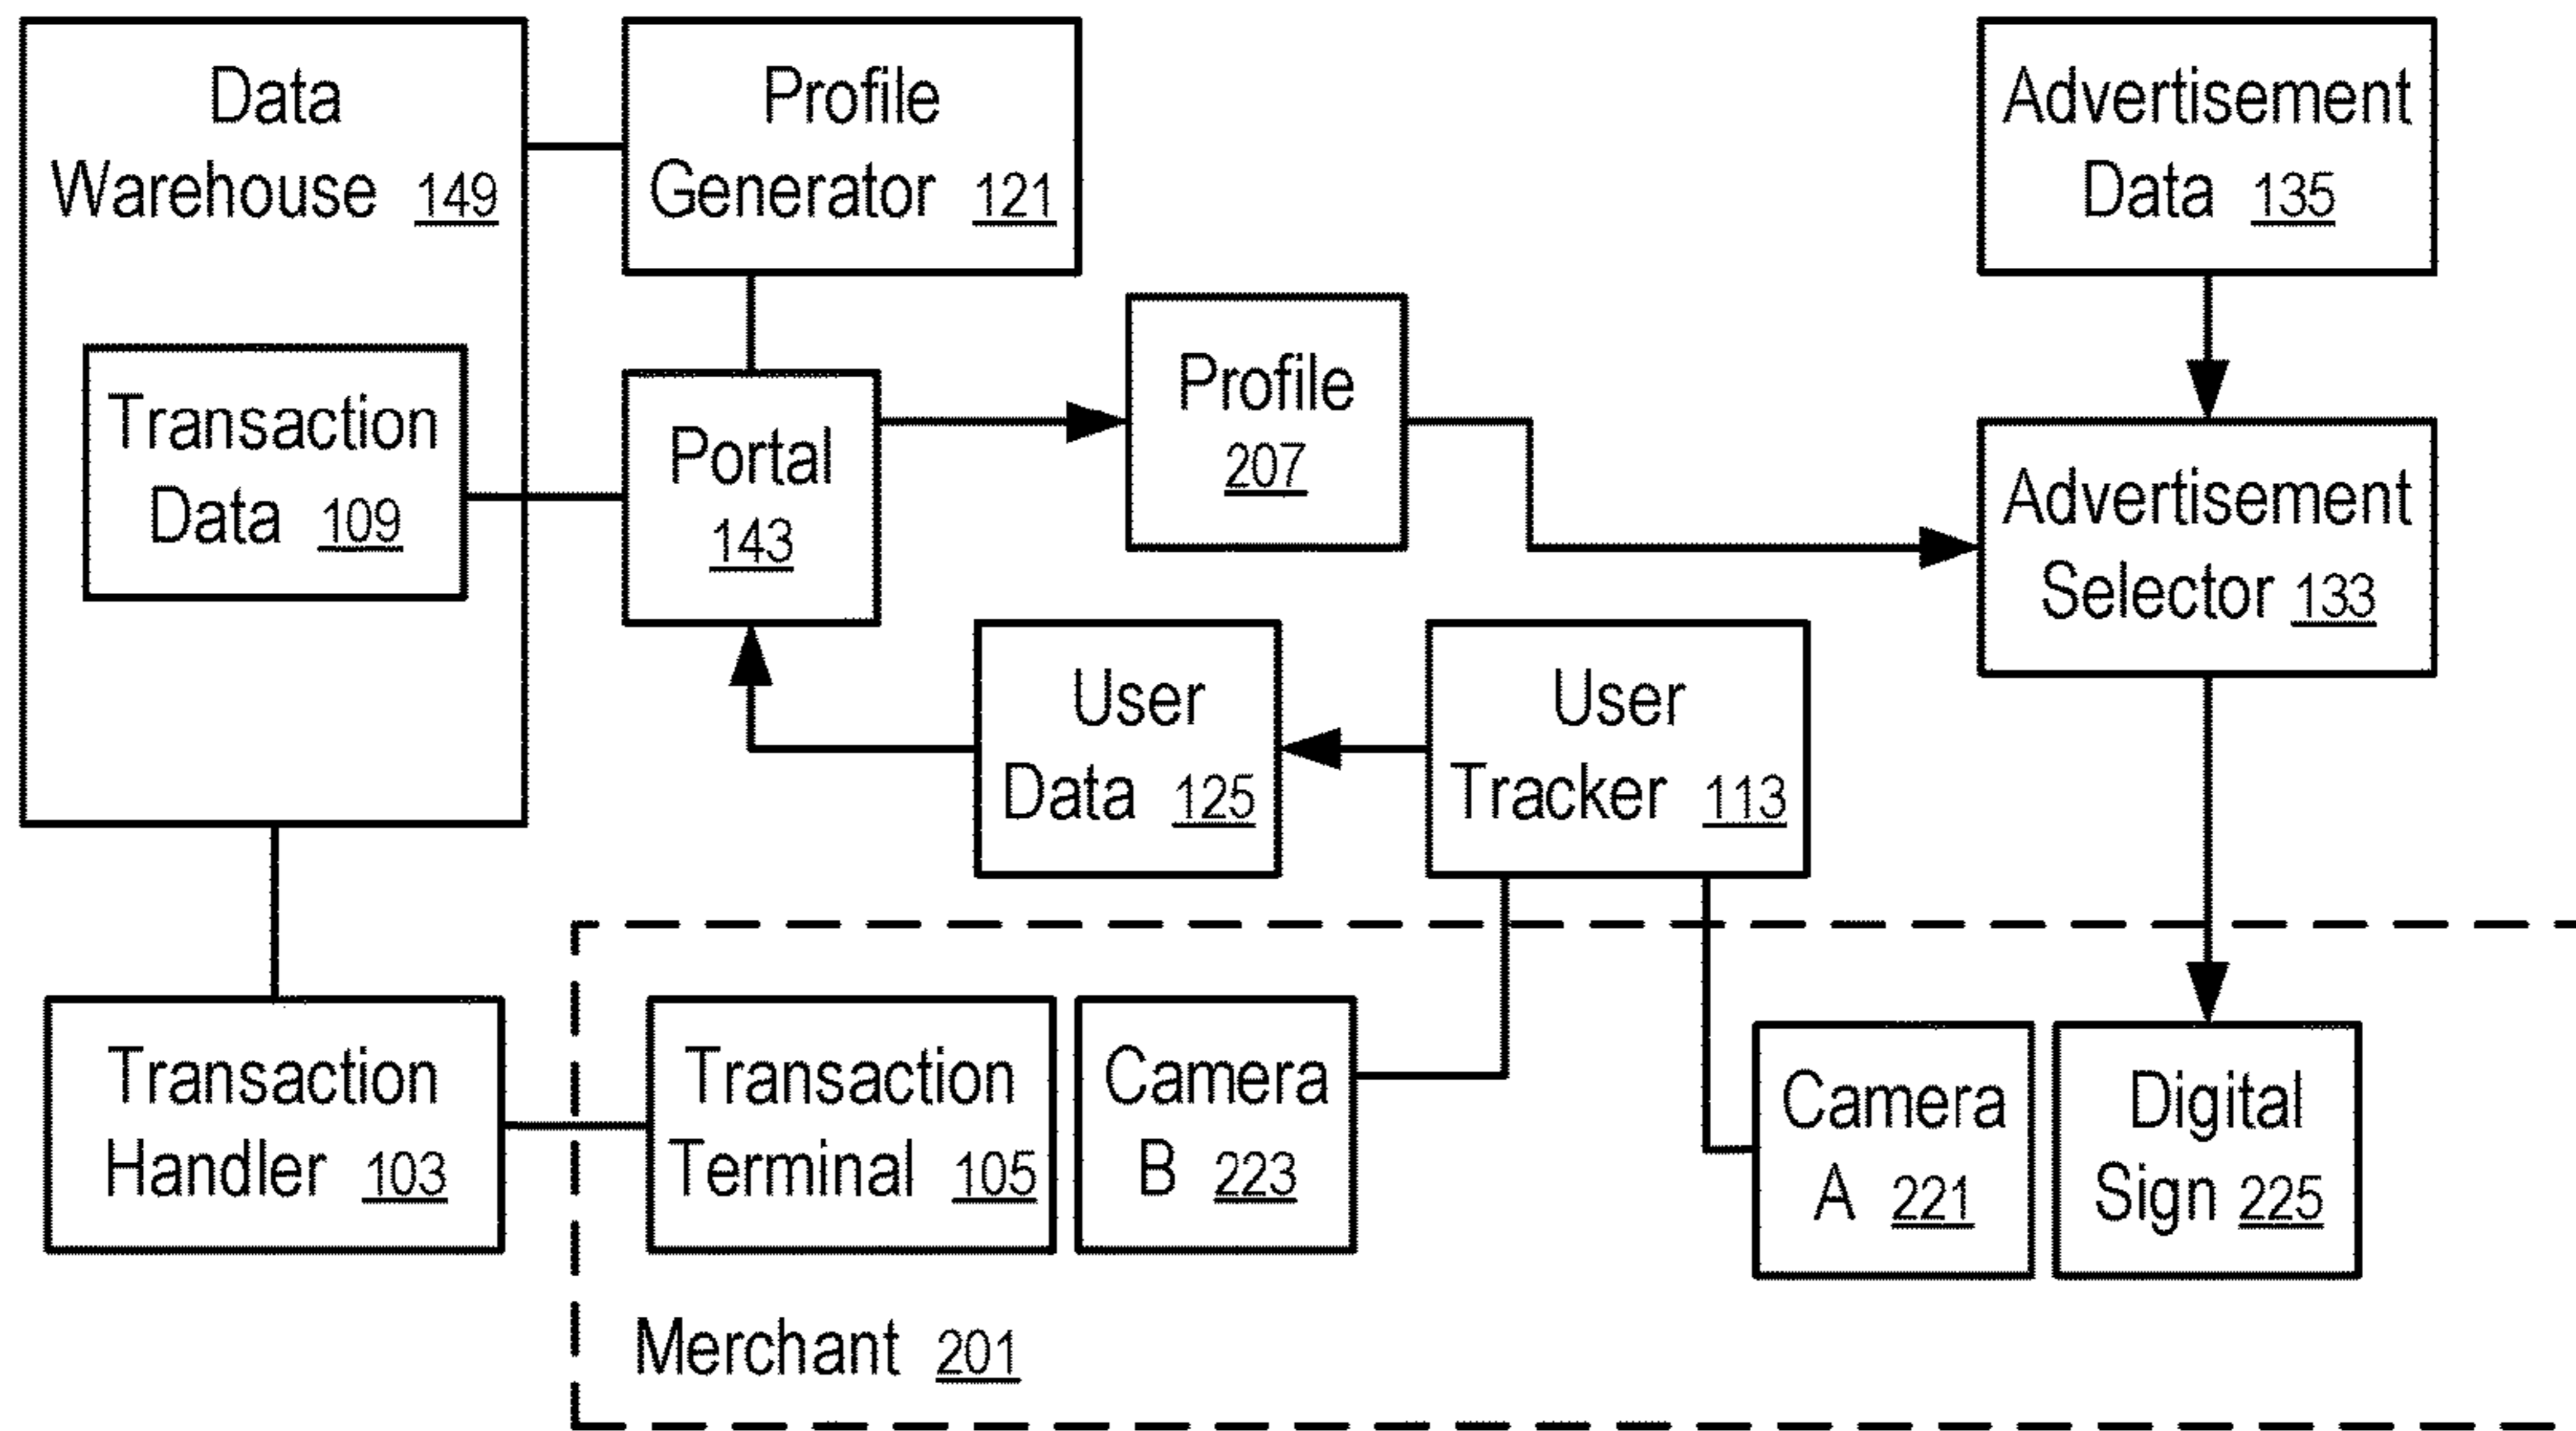 Data
Warehouse 149
Profile
Generator 121
Advertisement
Data 135
Transaction
Data 109
Portal
143
Profile
207
Advertisement
Selector 133
User
Data 125
User
Tracker 113
Transaction
Handler 103
Transaction
Terminal 105
Camera
B 223
Camera
A 221
Digital
Sign 225
Merchant 201